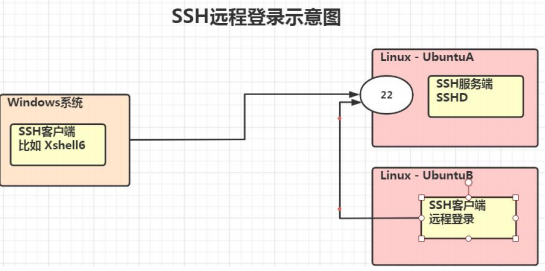 SSH远程登录示意图
Linux - UbuntuA
22
SSH服务端
SSHD
Windows系统
SSH客户端
比如 Xshell6
Linux - UbuntuB
SSH客户端
远程登录